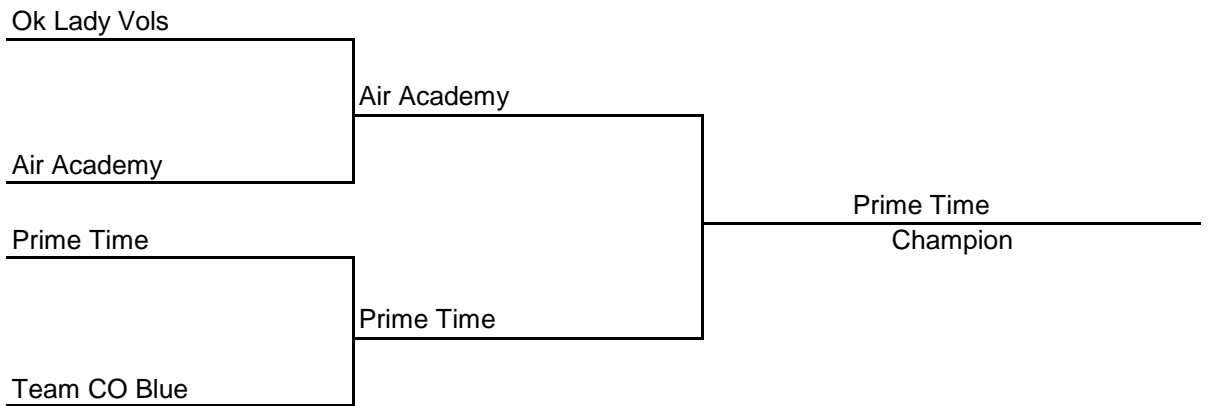 Ok Lady Vols
Air Academy
Air Academy
Prime Time
Champion
Prime Time
Prime Time
Team CO Blue